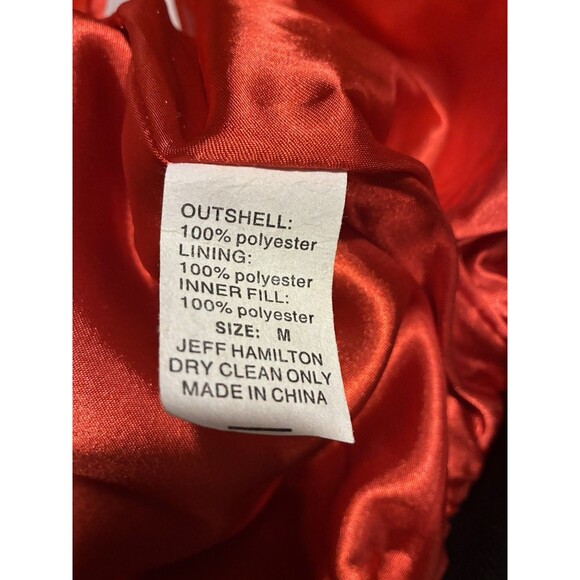 OUTSHELL:
100% polyester
LINING:
100% polyester
INNER FILL:
100% polyester
SIZE: M
JEFF HAMILTON
DRY CLEAN ONLY
MADE IN CHINA